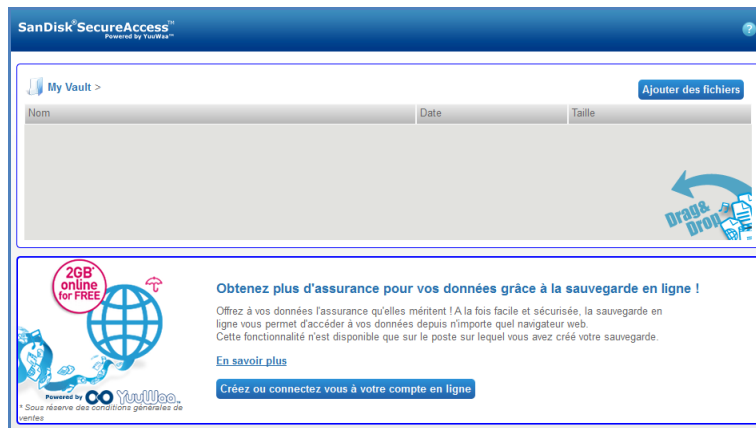 SanDisk® SecureAccess™
Powered by YuuWaa™
?
My Vault >
Ajouter des fichiers
Nom Date Taille
Drag& Drop
2GB* online for FREE
Obtenez plus d'assurance pour vos données grâce à la sauvegarde en ligne !
Offrez à vos données l'assurance qu'elles méritent ! A la fois facile et sécurisée, la sauvegarde en
ligne vous permet d'accéder à vos données depuis n'importe quel navigateur web.
Cette fonctionnalité n'est disponible que sur le poste sur lequel vous avez créé votre sauvegarde.
En savoir plus
Créez ou connectez vous à votre compte en ligne
Powered by YuuWaa™
* Sous réserve des conditions générales de
ventes